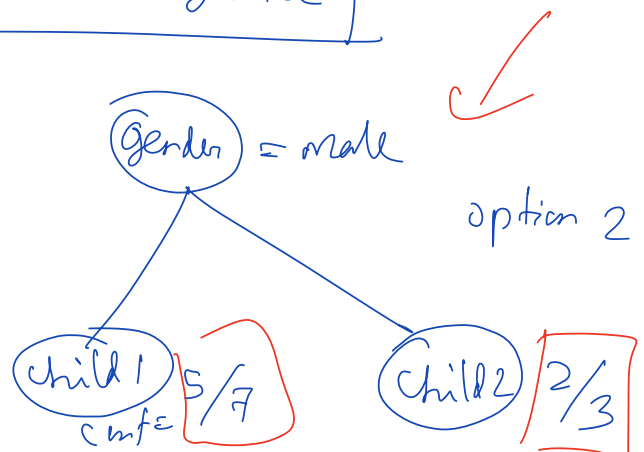 gender = male
option 2
child 1 5/7
conf =
child 2 2/3